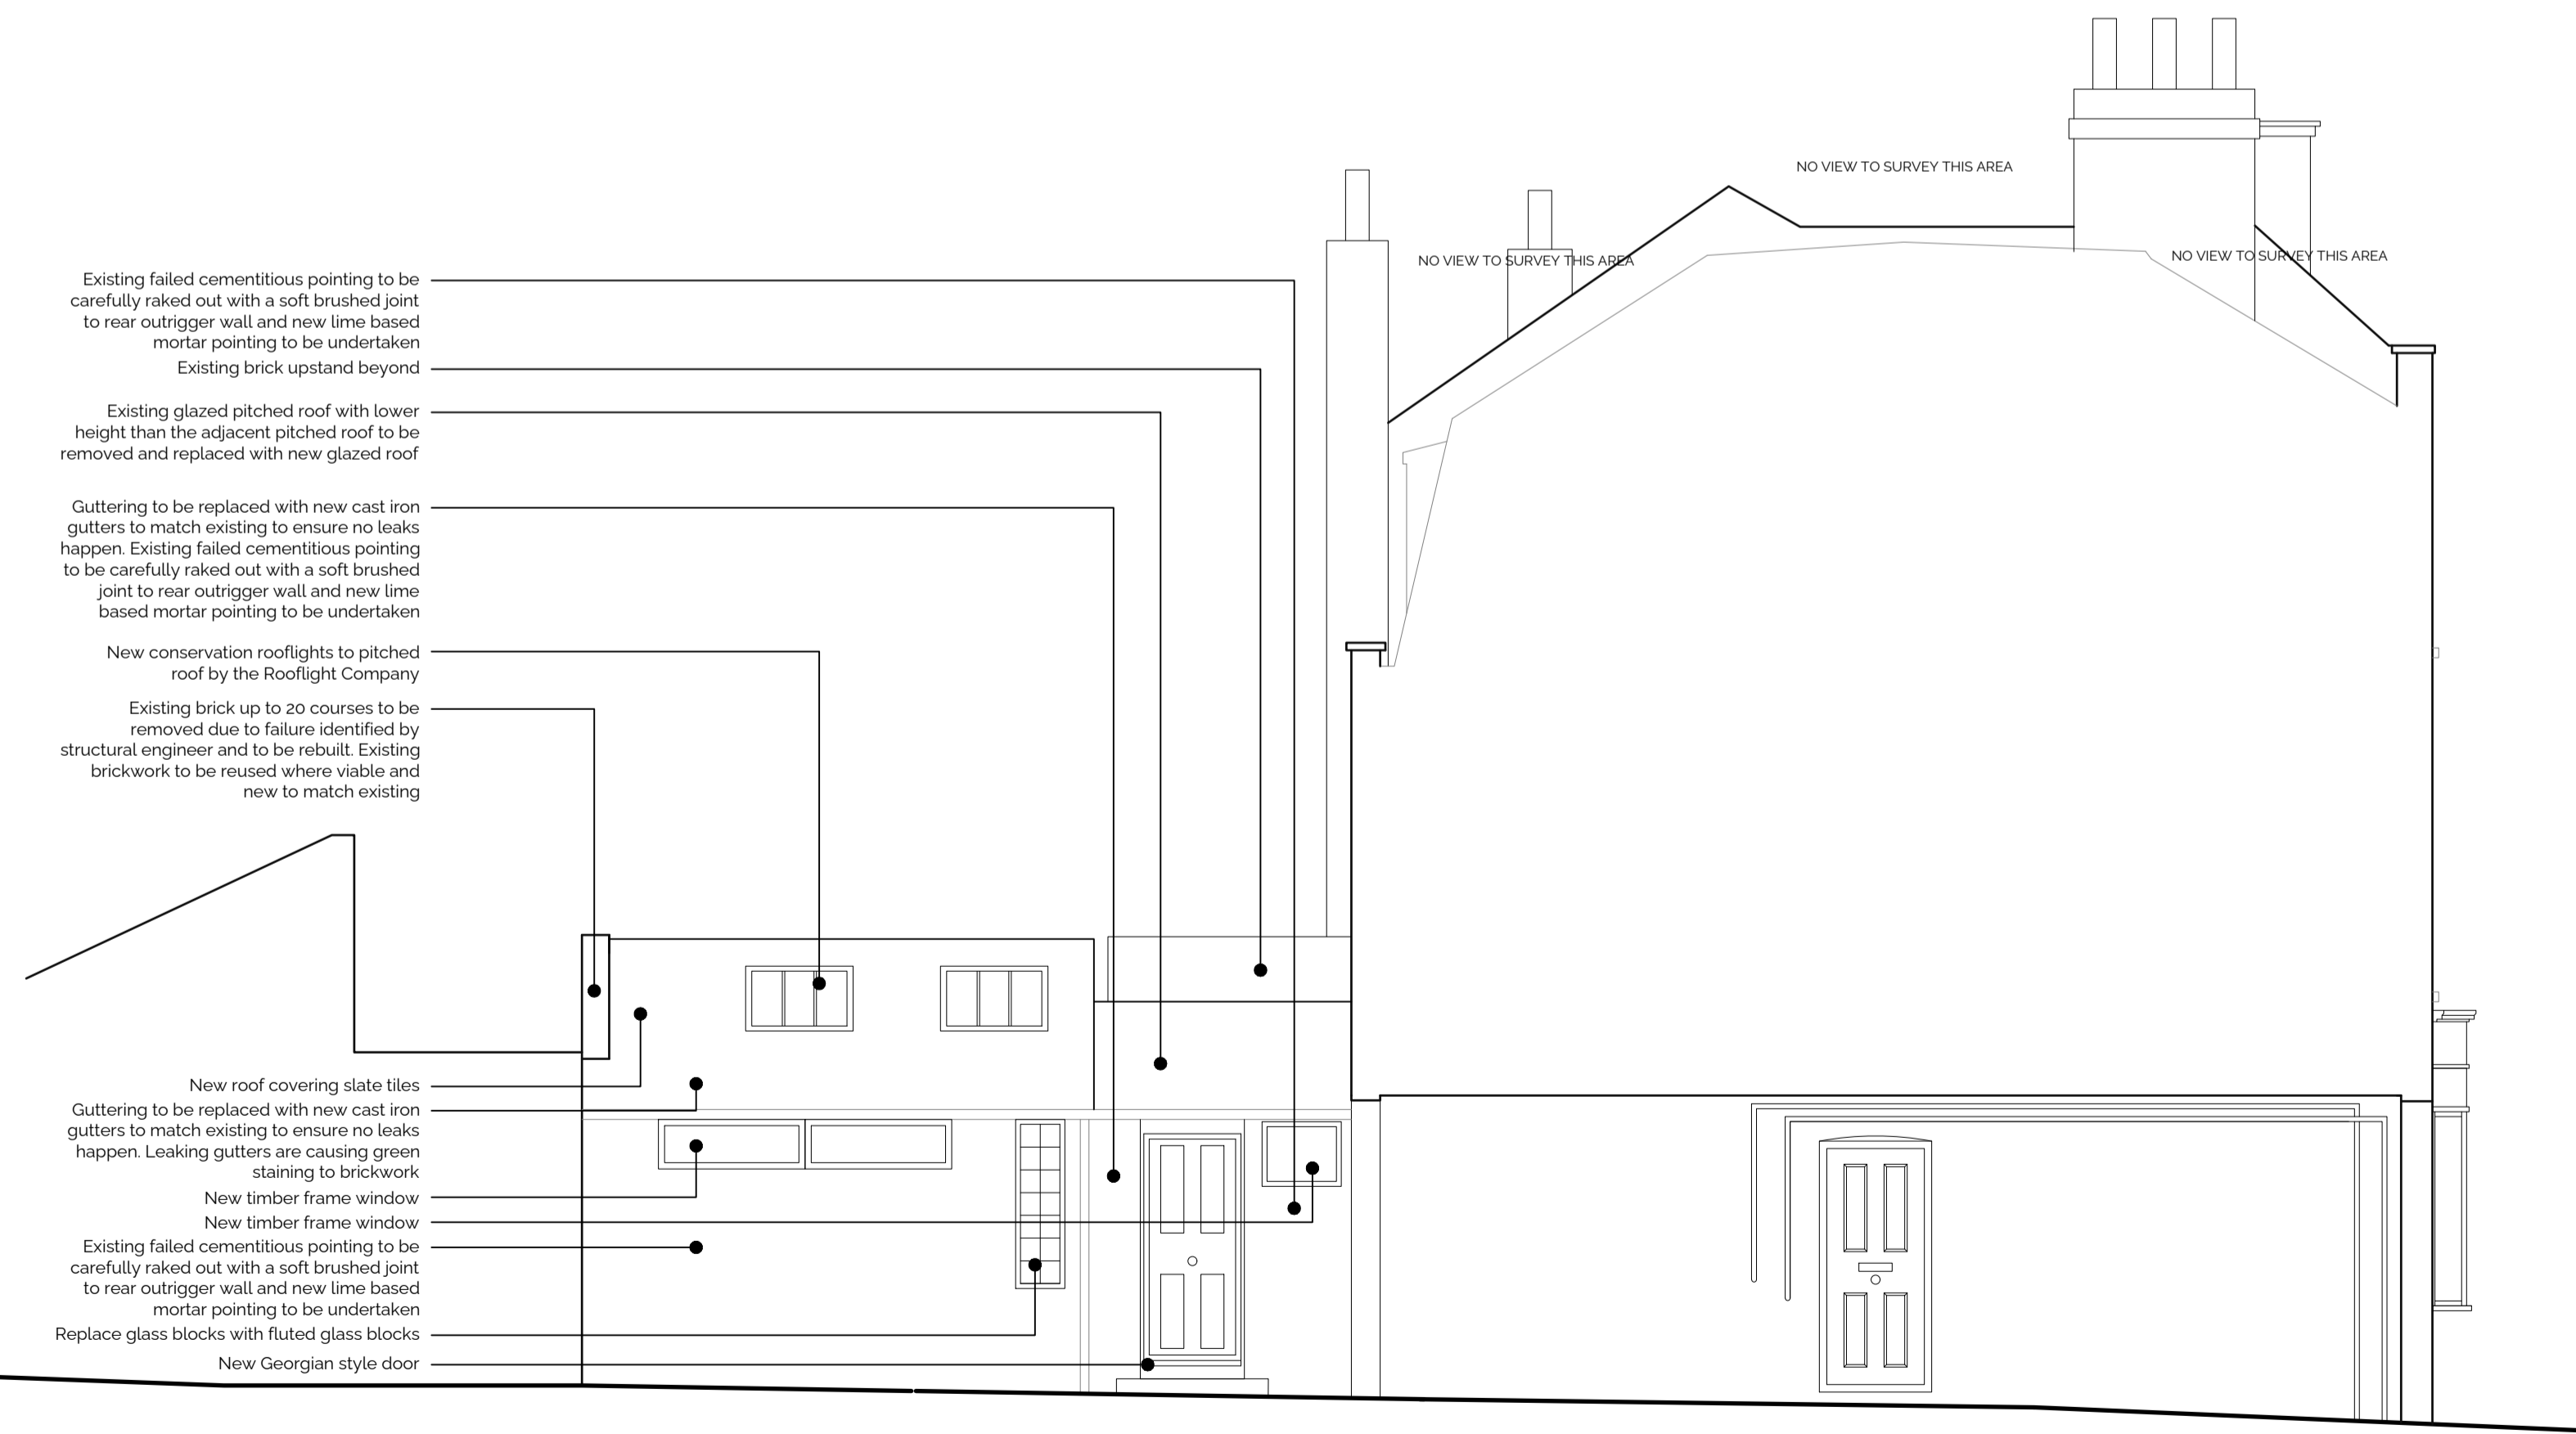 NO VIEW TO SURVEY THIS AREA
NO VIEW TO SURVEY THIS AREA
NO VIEW TO SURVEY THIS AREA
Existing failed cementitious pointing to be
carefully raked out with a soft brushed joint
to rear outrigger wall and new lime based
mortar pointing to be undertaken
Existing brick upstand beyond
Existing glazed pitched roof with lower
height than the adjacent pitched roof to be
removed and replaced with new glazed roof
Guttering to be replaced with new cast iron
gutters to match existing to ensure no leaks
happen. Existing failed cementitious pointing
to be carefully raked out with a soft brushed
joint to rear outrigger wall and new lime
based mortar pointing to be undertaken
New conservation rooflights to pitched
roof by the Rooflight Company
Existing brick up to 20 courses to be
removed due to failure identified by
structural engineer and to be rebuilt. Existing
brickwork to be reused where viable and
new to match existing
New roof covering slate tiles
Guttering to be replaced with new cast iron
gutters to match existing to ensure no leaks
happen. Leaking gutters are causing green
staining to brickwork
New timber frame window
New timber frame window
Existing failed cementitious pointing to be
carefully raked out with a soft brushed joint
to rear outrigger wall and new lime based
mortar pointing to be undertaken
Replace glass blocks with fluted glass blocks
New Georgian style door